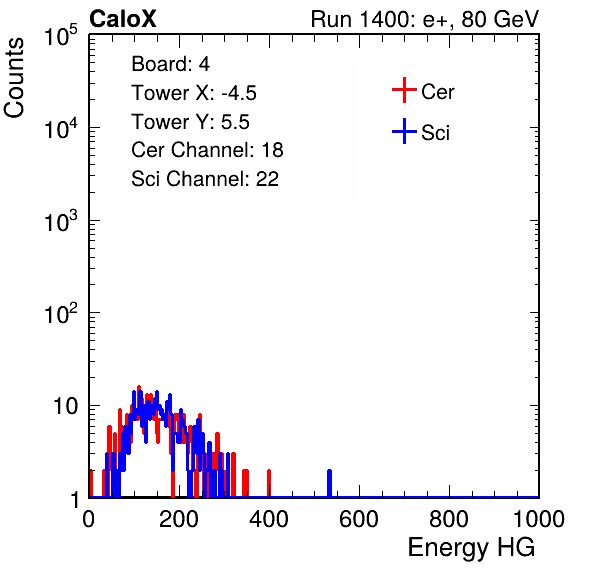 CaloX Run 1400: e+, 80 GeV
Counts
10^5
10^4
10^3
10^2
10
1
Board: 4
Tower X: -4.5
Tower Y: 5.5
Cer Channel: 18
Sci Channel: 22
Cer
Sci
0 200 400 600 800 1000
Energy HG